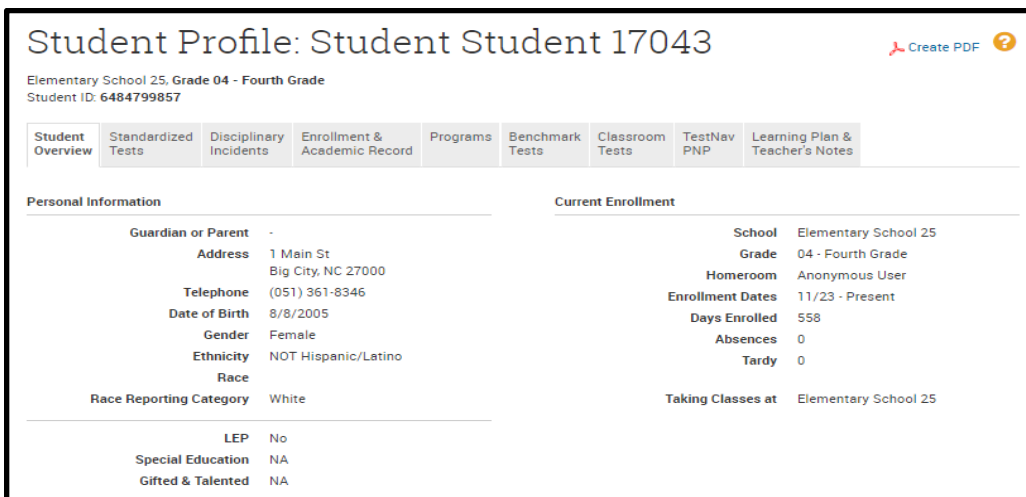 Student Profile: Student Student 17043
Create PDF ?
Elementary School 25, Grade 04 - Fourth Grade
Student ID: 6484799857
Student Overview
Standardized Tests
Disciplinary Incidents
Enrollment & Academic Record
Programs
Benchmark Tests
Classroom Tests
TestNav PNP
Learning Plan & Teacher's Notes
Personal Information
Guardian or Parent -
Address 1 Main St
Big City, NC 27000
Telephone (051) 361-8346
Date of Birth 8/8/2005
Gender Female
Ethnicity NOT Hispanic/Latino
Race
Race Reporting Category White
LEP No
Special Education NA
Gifted & Talented NA
Current Enrollment
School Elementary School 25
Grade 04 - Fourth Grade
Homeroom Anonymous User
Enrollment Dates 11/23 - Present
Days Enrolled 558
Absences 0
Tardy 0
Taking Classes at Elementary School 25